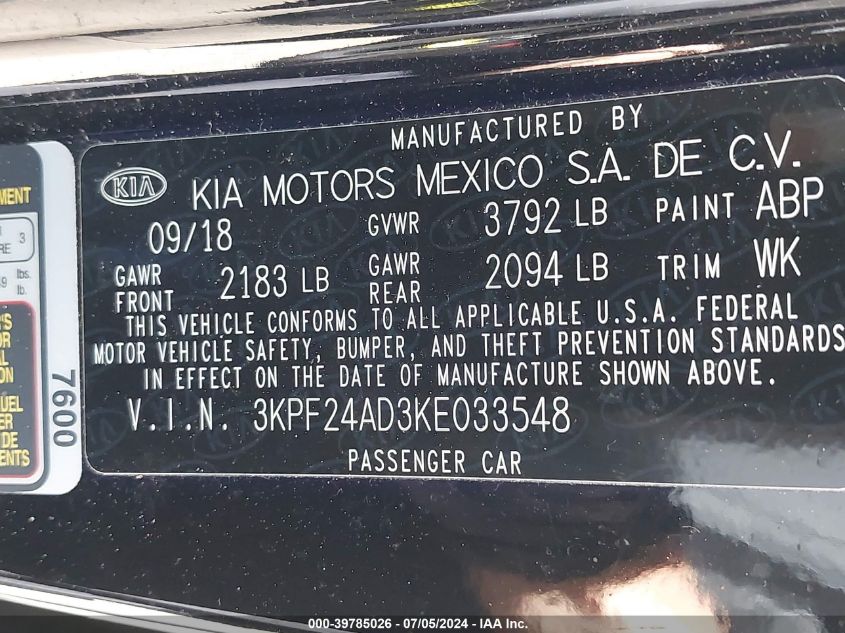 MANUFACTURED BY
KIA KIA MOTORS MEXICO S.A. DE C.V.
09/18 GVWR 3792 LB PAINT ABP
GAWR FRONT 2183 LB GAWR REAR 2094 LB TRIM WK
THIS VEHICLE CONFORMS TO ALL APPLICABLE U.S.A. FEDERAL
MOTOR VEHICLE SAFETY, BUMPER, AND THEFT PREVENTION STANDARDS
IN EFFECT ON THE DATE OF MANUFACTURE SHOWN ABOVE.
V.I.N. 3KPF24AD3KE033548
PASSENGER CAR
7600
000-39785026 - 07/05/2024 - IAA Inc.